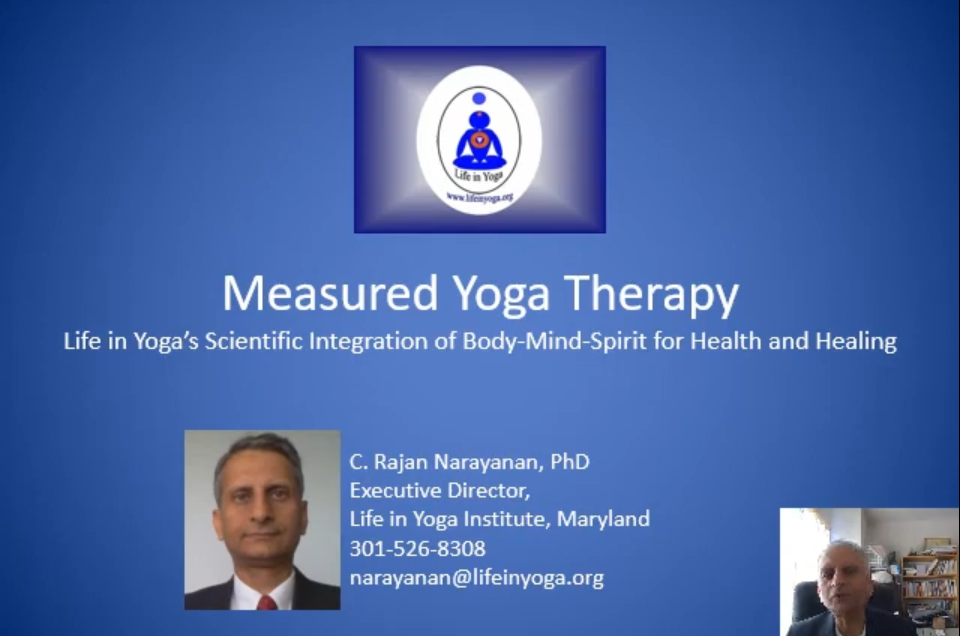 Life in Yoga
www.lifeinyoga.org
Measured Yoga Therapy
Life in Yoga's Scientific Integration of Body-Mind-Spirit for Health and Healing
C. Rajan Narayanan, PhD
Executive Director,
Life in Yoga Institute, Maryland
301-526-8308
narayanan@lifeinyoga.org